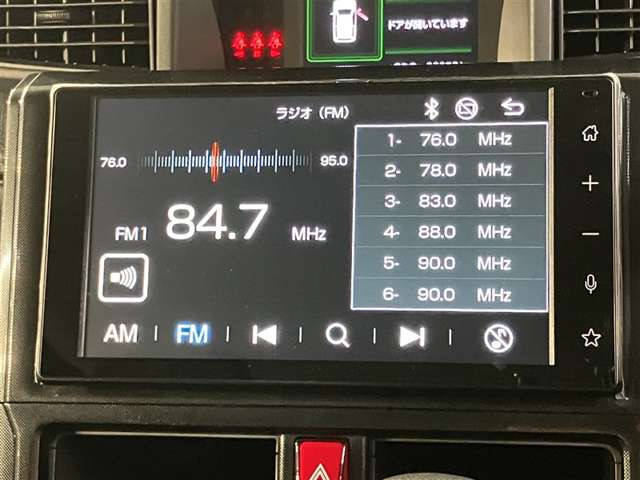 ドアが開いています
ラジオ (FM)
76.0 95.0
FM1 84.7 MHz
1- 76.0 MHz
2- 78.0 MHz
3- 83.0 MHz
4- 88.0 MHz
5- 90.0 MHz
6- 90.0 MHz
AM FM